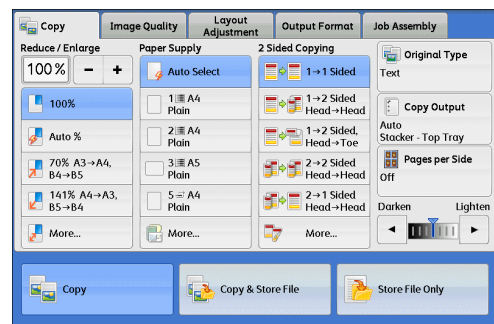 Copy
Image Quality
Layout
Adjustment
Output Format
Job Assembly
Reduce / Enlarge
100%
−
+
100%
Auto %
70% A3→A4,
B4→B5
141% A4→A3,
B5→B4
More...
Paper Supply
Auto Select
1 A4
Plain
2 A4
Plain
3 A5
Plain
5 A4
Plain
More...
2 Sided Copying
1→1 Sided
1→2 Sided
Head→Head
1→2 Sided,
Head→Toe
2→2 Sided
Head→Head
2→1 Sided
Head→Head
More...
Original Type
Text
Copy Output
Auto
Stacker - Top Tray
Pages per Side
Off
Darken Lighten
Copy
Copy & Store File
Store File Only